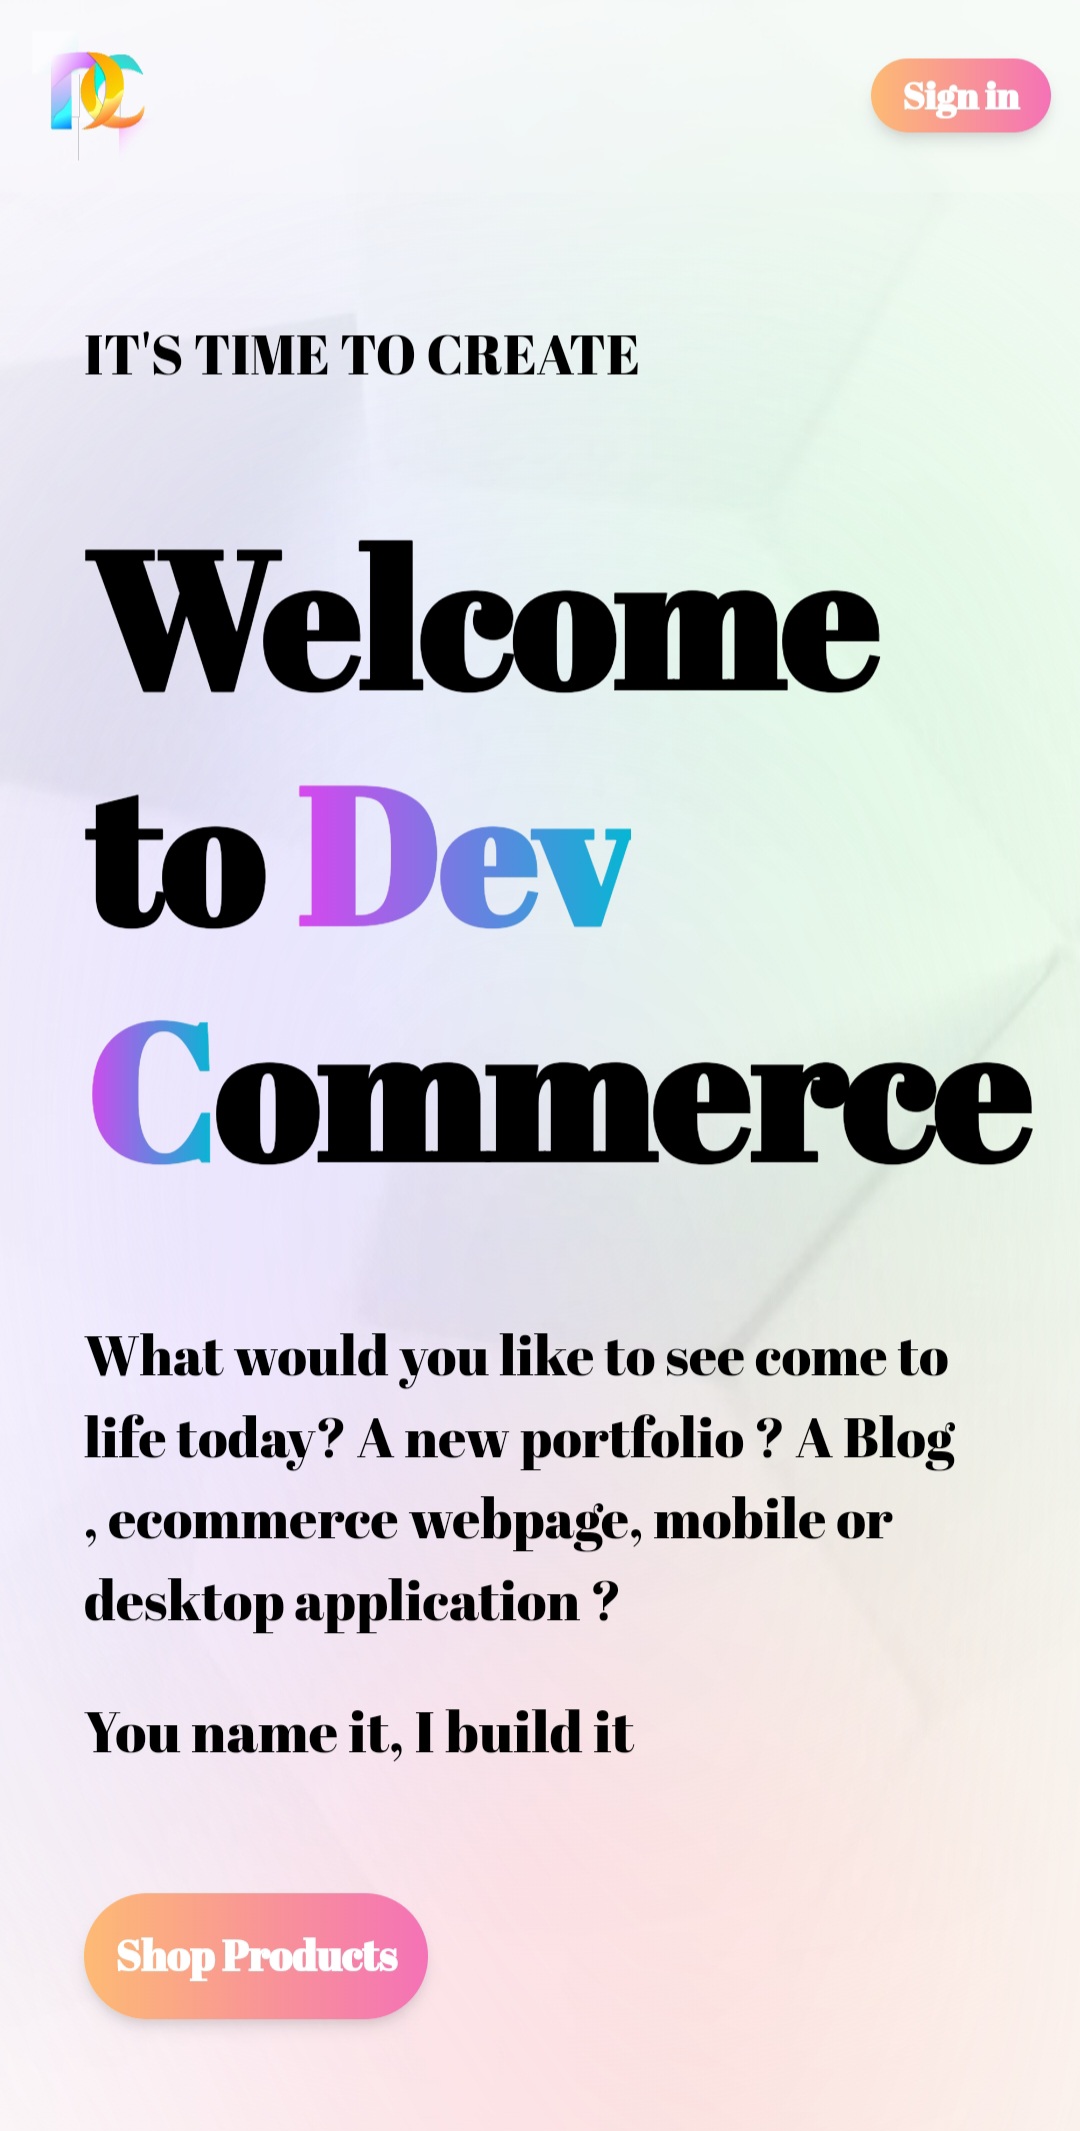 DC
Sign in
IT'S TIME TO CREATE
Welcome
to Dev
Commerce
What would you like to see come to
life today? A new portfolio ? A Blog
, ecommerce webpage, mobile or
desktop application ?
You name it, I build it
Shop Products